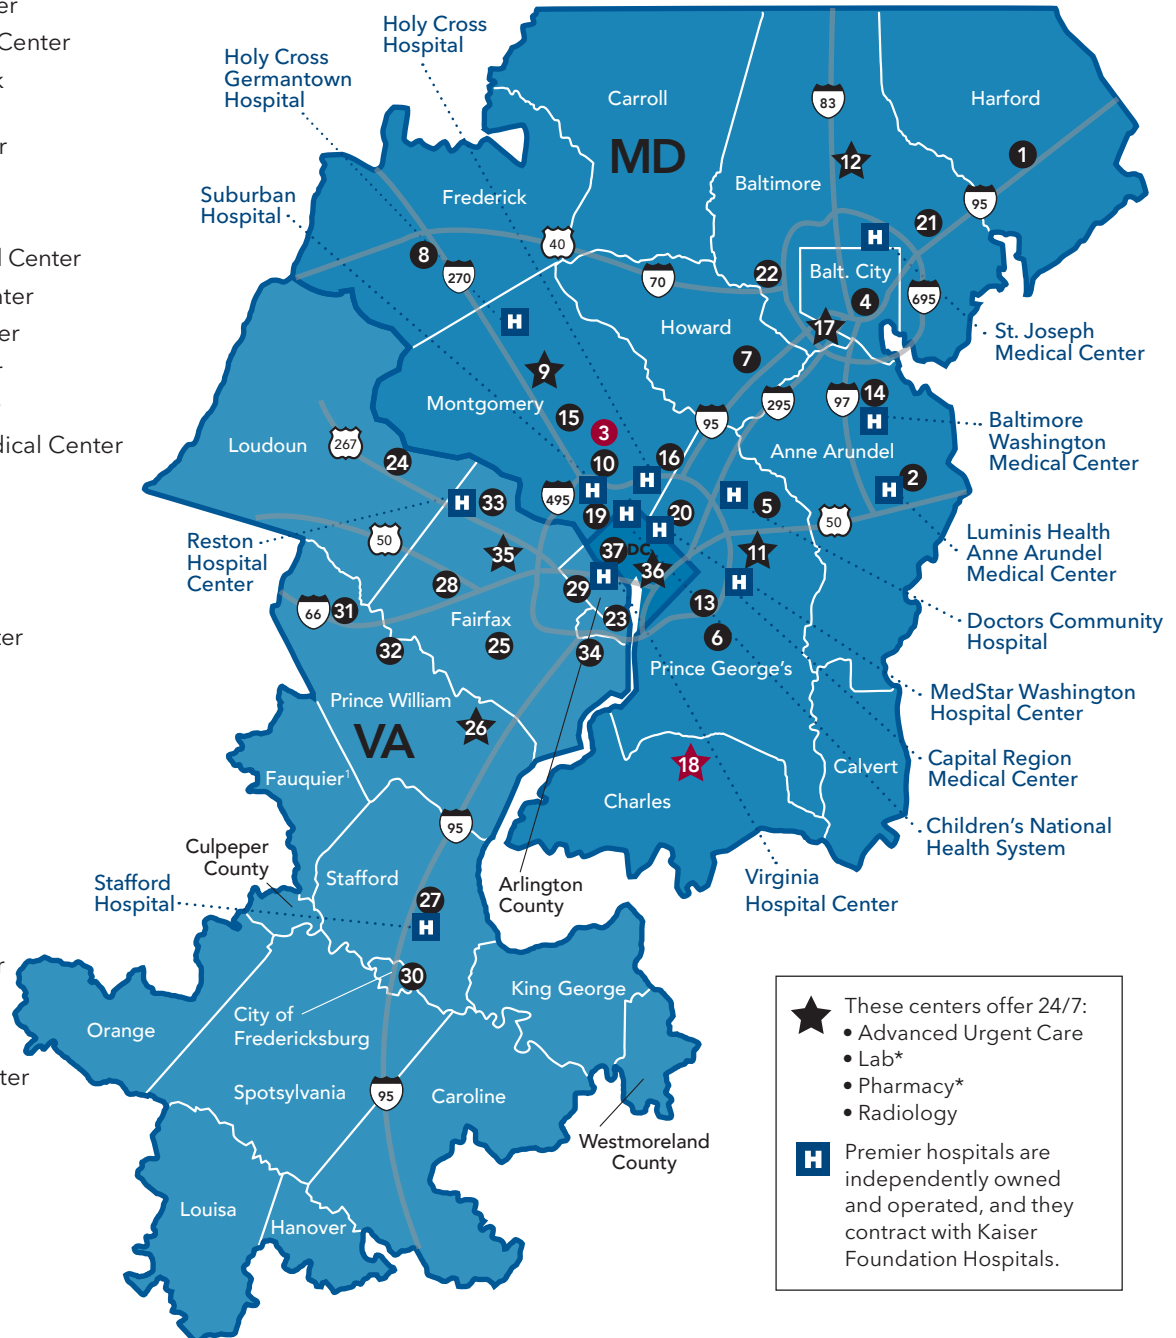 er
Center
k
r
l Center
nter
er
r
dical Center
ter
r
ter
Holy Cross
Hospital
Holy Cross
Germantown
Hospital
Suburban
Hospital
Carroll
MD
83
Harford
1
12
Baltimore
Frederick
95
21
40
H
8
270
70
22
Balt. City
4
695
H
17
Howard
St. Joseph
Medical Center
7
9
Montgomery
15
3
295
97
14
95
H
Baltimore
Washington
Medical Center
Loudoun
267
24
10
16
Anne Arundel
H
H
2
H
33
495
H
H
5
19
H
20
50
H
50
35
37
DC
11
36
Luminis Health
Anne Arundel
Medical Center
Reston
Hospital
Center
28
29
H
H
66
31
Fairfax
23
13
Doctors Community
Hospital
32
25
34
6
Prince George's
Prince William
MedStar Washington
Hospital Center
VA
26
Capital Region
Medical Center
Fauquier1
18
Calvert
Charles
95
Children's National
Health System
Culpeper
County
Stafford
Arlington
County
Virginia
Hospital Center
Stafford
Hospital
27
H
30
King George
City of
Fredericksburg
Orange
Spotsylvania
95
Caroline
Westmoreland
County
Louisa
Hanover
These centers offer 24/7:
• Advanced Urgent Care
• Lab*
• Pharmacy*
• Radiology
H
Premier hospitals are
independently owned
and operated, and they
contract with Kaiser
Foundation Hospitals.